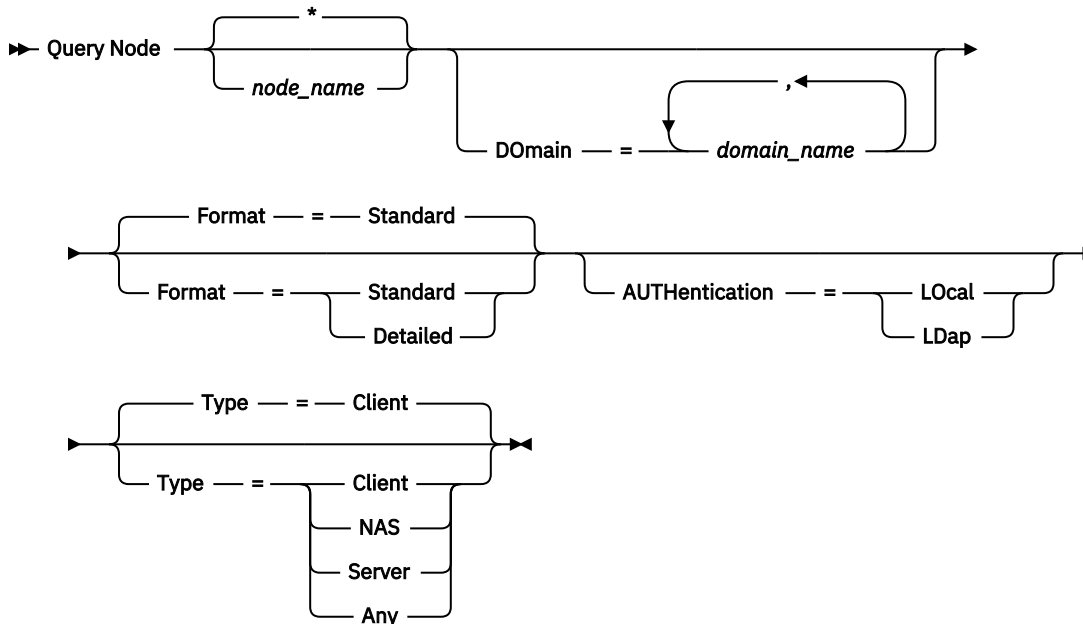 *
Query Node
node_name
,
DOmain = domain_name
Format = Standard
Format = Standard
Detailed
AUTHentication = LOcal
LDap
Type = Client
Type = Client
NAS
Server
Any